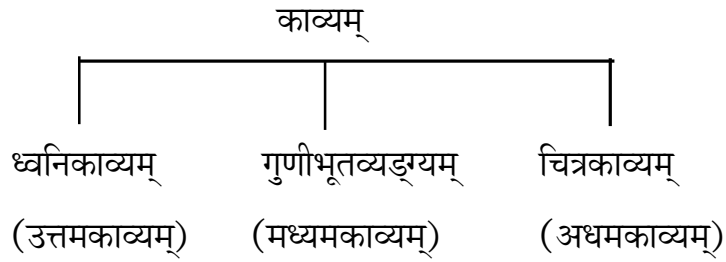 काव्यम्
ध्वनिकाव्यम् गुणीभूतव्यङ्ग्यम् चित्रकाव्यम्
(उत्तमकाव्यम्) (मध्यमकाव्यम्) (अधमकाव्यम्)